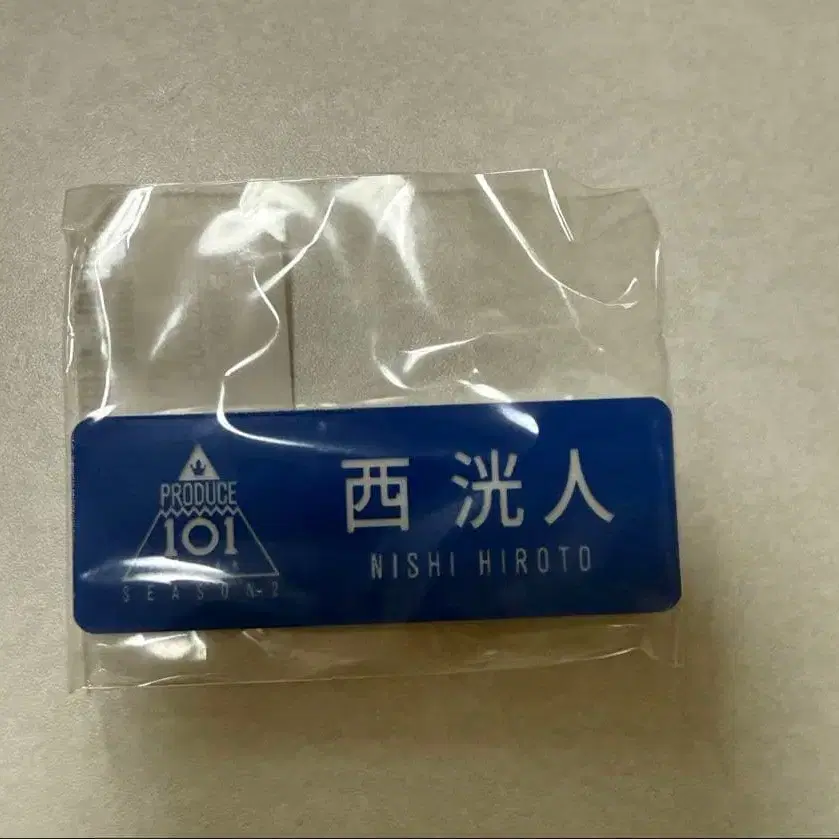 PRODUCE
101
SEASON 2
西 洸人
NISHI HIROTO